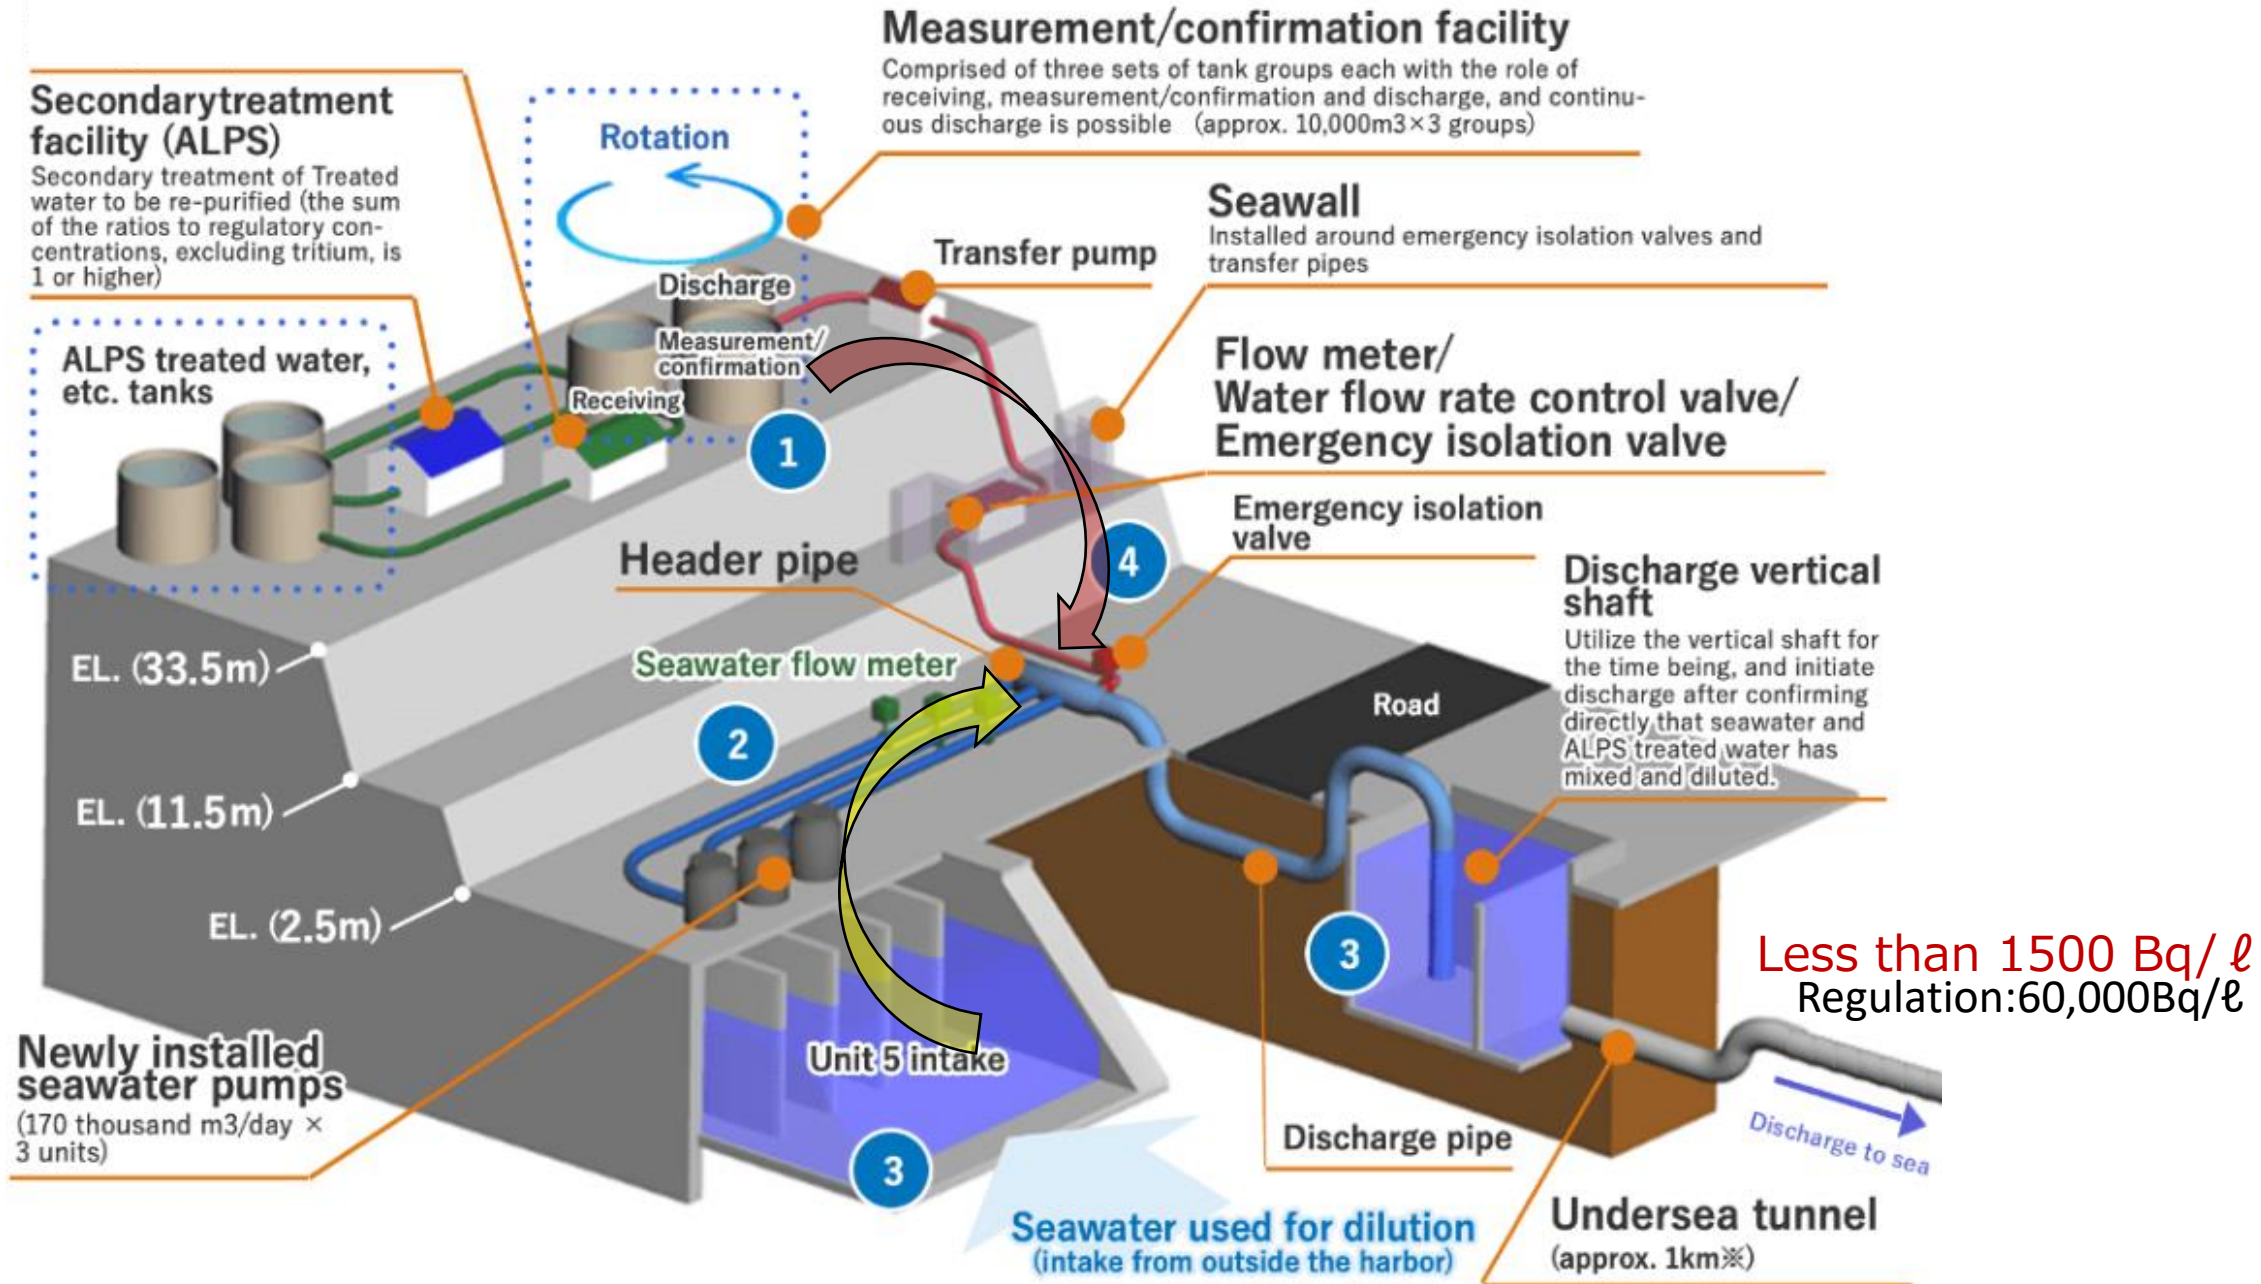 Measurement/confirmation facility
Comprised of three sets of tank groups each with the role of
receiving, measurement/confirmation and discharge, and continu-
ous discharge is possible (approx. 10,000m3×3 groups)
Secondarytreatment
facility (ALPS)
Secondary treatment of Treated
water to be re-purified (the sum
of the ratios to regulatory con-
centrations, excluding tritium, is
1 or higher)
Rotation
Seawall
Installed around emergency isolation valves and
transfer pipes
Transfer pump
Discharge
Measurement/
confirmation
Receiving
ALPS treated water,
etc. tanks
1
Flow meter/
Water flow rate control valve/
Emergency isolation valve
Emergency isolation
valve
4
Header pipe
Discharge vertical
shaft
Utilize the vertical shaft for
the time being, and initiate
discharge after confirming
directly that seawater and
ALPS treated water has
mixed and diluted.
EL. (33.5m)
Seawater flow meter
Road
2
EL. (11.5m)
EL. (2.5m)
3
Less than 1500 Bq/ℓ
Regulation:60,000Bq/ℓ
Newly installed
seawater pumps
(170 thousand m3/day ×
3 units)
Unit 5 intake
3
Discharge pipe
Discharge to sea
Seawater used for dilution
(intake from outside the harbor)
Undersea tunnel
(approx. 1km※)